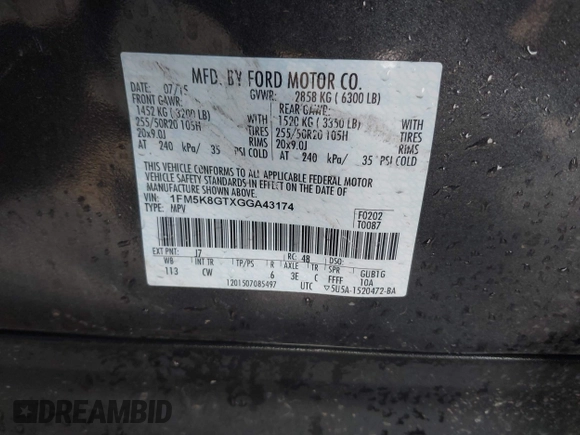 MFD. BY FORD MOTOR CO.
DATE: 07/15 GVWR: 2858 KG ( 6300 LB)
FRONT GAWR: REAR GAWR:
1452 KG ( 3200 LB) WITH 1520 KG ( 3350 LB) WITH
255/50R20 105H TIRES 255/50R20 105H TIRES
20x9.0J RIMS 20x9.0J RIMS
AT 240 kPa/ 35 PSI COLD AT 240 kPa/ 35 PSI COLD
THIS VEHICLE CONFORMS TO ALL APPLICABLE FEDERAL MOTOR
VEHICLE SAFETY STANDARDS IN EFFECT ON THE DATE OF
MANUFACTURE SHOWN ABOVE.
VIN: 1FM5K8GTXGGA43174
TYPE: MPV
F0202
T0087
EXT PNT: J7 RC: 48
WB INT TR TP/PS R AXLE TR SPR GUB1G
113 CW 6 3E C FFFF 10A
1201507085497 UTC ▽5U5A-1520472-BA
DREAMBID